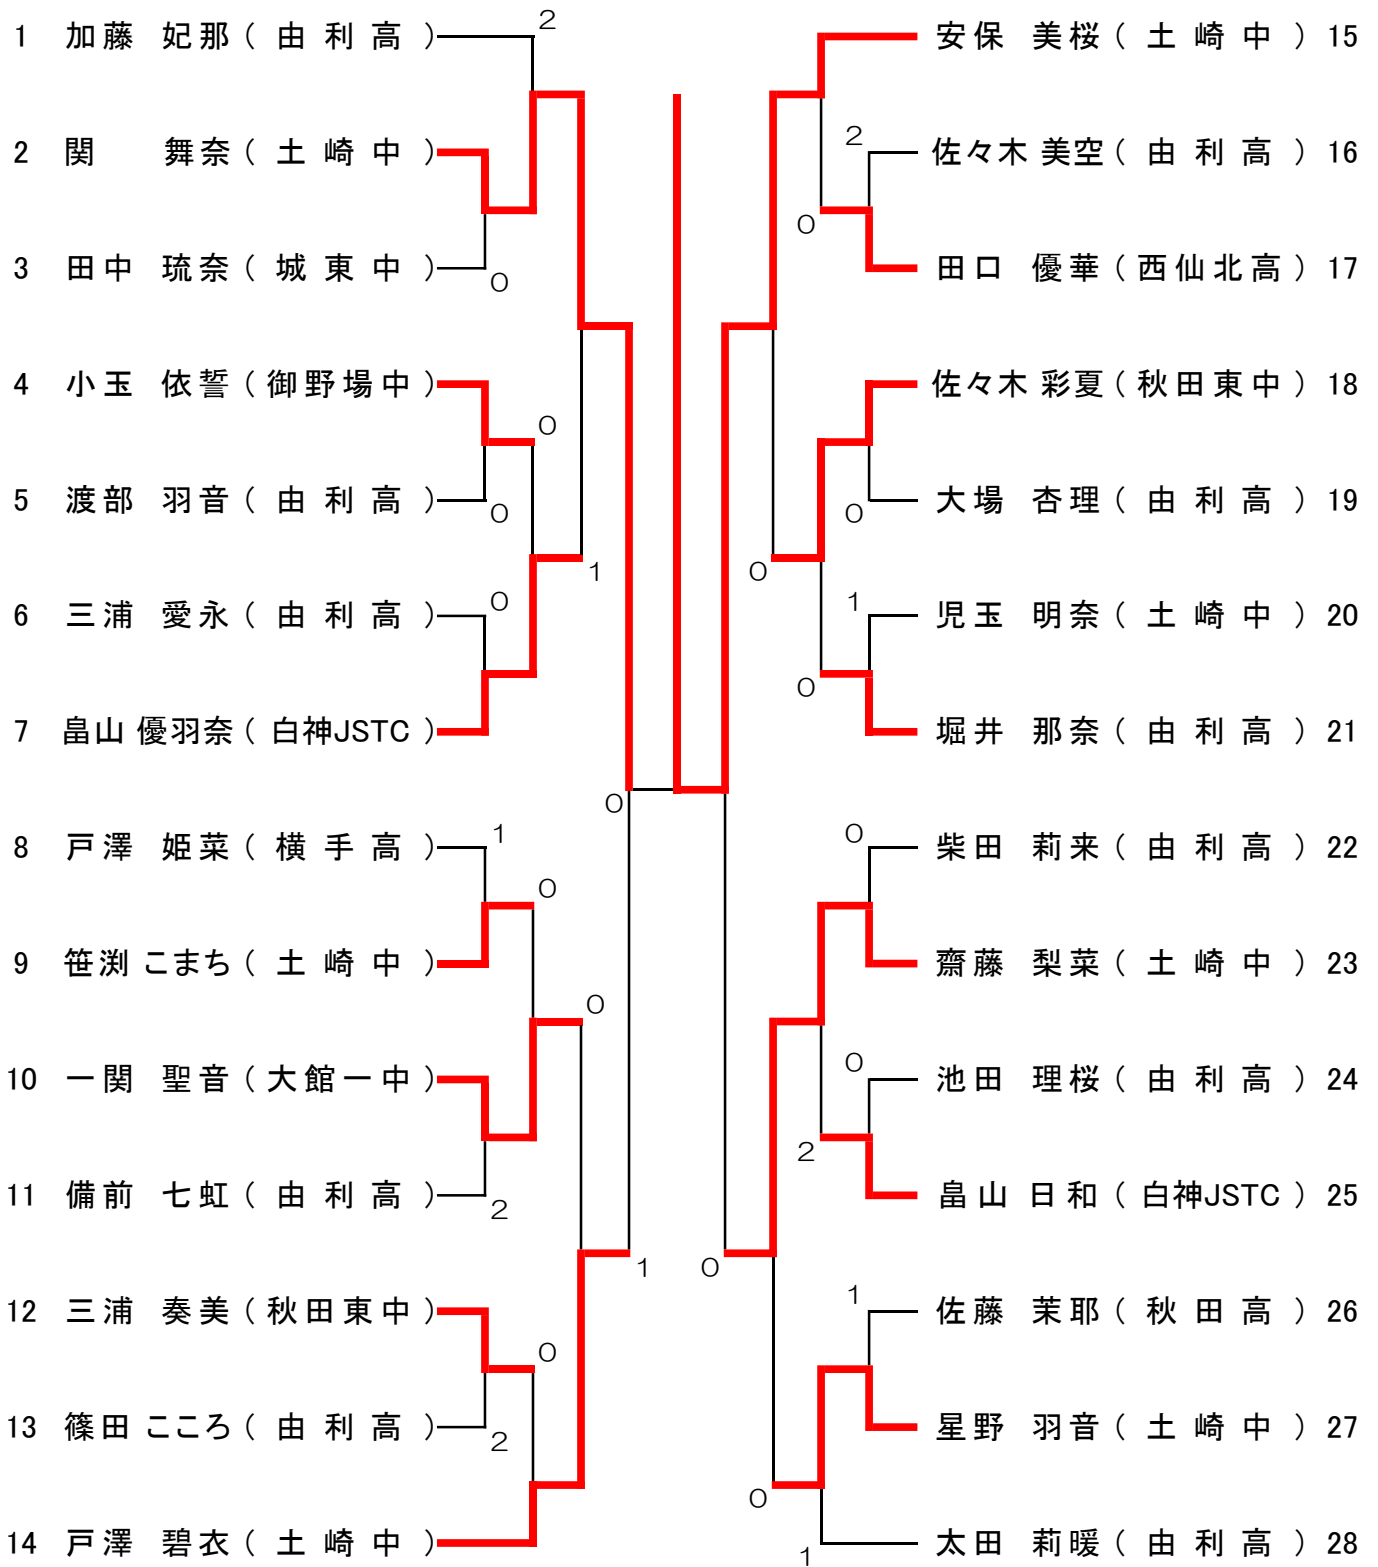 1 加藤 妃那 ( 由 利 高 ) 2
2 関 舞奈 ( 土 崎 中 )
3 田中 琉奈 ( 城 東 中 ) 0
4 小玉 依誓 ( 御野場中 ) 0
5 渡部 羽音 ( 由 利 高 ) 0
1
6 三浦 愛永 ( 由 利 高 ) 0
7 畠山 優羽奈 ( 白神JSTC )
0
8 戸澤 姫菜 ( 横 手 高 ) 1
0
9 笹渕 こまち ( 土 崎 中 )
0
10 一関 聖音 ( 大館一中 )
11 備前 七虹 ( 由 利 高 ) 2
1
12 三浦 奏美 ( 秋田東中 )
0
13 篠田 こころ ( 由 利 高 ) 2
14 戸澤 碧衣 ( 土 崎 中 )
安保 美桜 ( 土 崎 中 ) 15
2 佐々木 美空 ( 由 利 高 ) 16
0
田口 優華 ( 西仙北高 ) 17
佐々木 彩夏 ( 秋田東中 ) 18
0 大場 杏理 ( 由 利 高 ) 19
0
1 児玉 明奈 ( 土 崎 中 ) 20
0
堀井 那奈 ( 由 利 高 ) 21
0 柴田 莉来 ( 由 利 高 ) 22
齋藤 梨菜 ( 土 崎 中 ) 23
0 池田 理桜 ( 由 利 高 ) 24
2
畠山 日和 ( 白神JSTC ) 25
0
1 佐藤 茉耶 ( 秋 田 高 ) 26
星野 羽音 ( 土 崎 中 ) 27
0
1 太田 莉暖 ( 由 利 高 ) 28